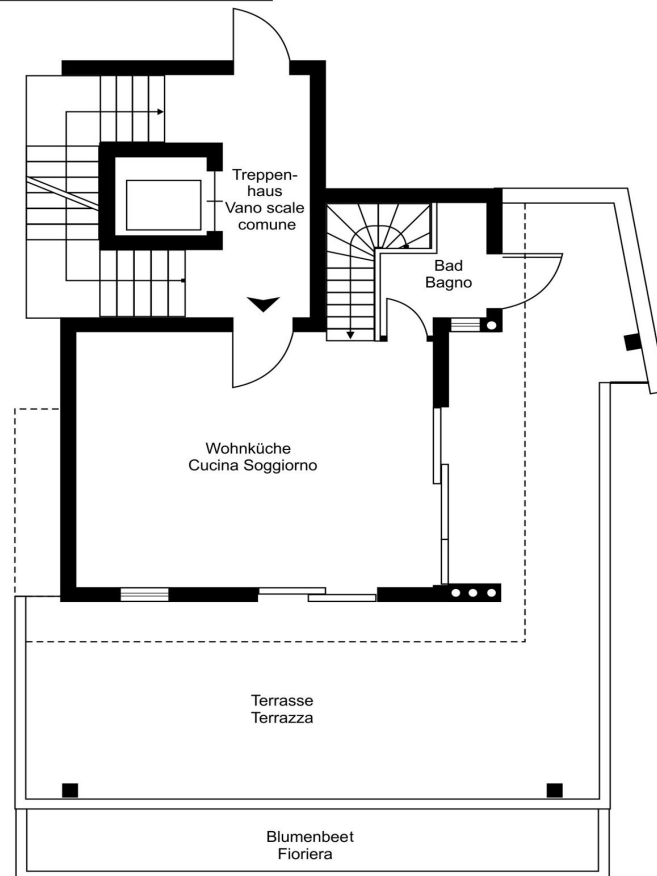 Treppen-
haus
Vano scale
comune
Bad
Bagno
Wohnküche
Cucina Soggiorno
Terrasse
Terrazza
Blumenbeet
Fioriera